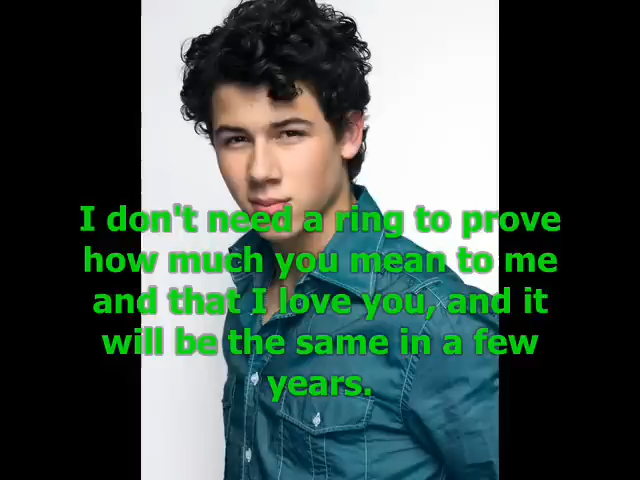 I don't need a ring to prove
how much you mean to me
and that I love you, and it
will be the same in a few
years.